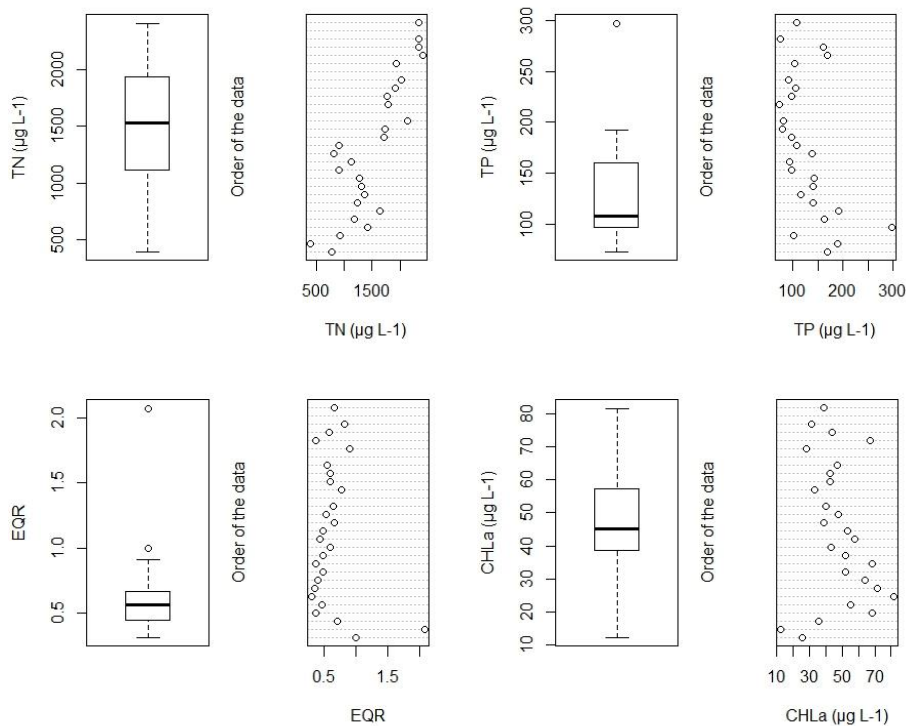 TN (µg L-1)
500 1000 1500 2000
Order of the data
500 1500
TN (µg L-1)
TP (µg L-1)
100 150 200 250 300
Order of the data
100 200 300
TP (µg L-1)
EQR
0.5 1.0 1.5 2.0
Order of the data
0.5 1.5
EQR
CHLa (µg L-1)
10 20 30 40 50 60 70 80
Order of the data
10 30 50 70
CHLa (µg L-1)